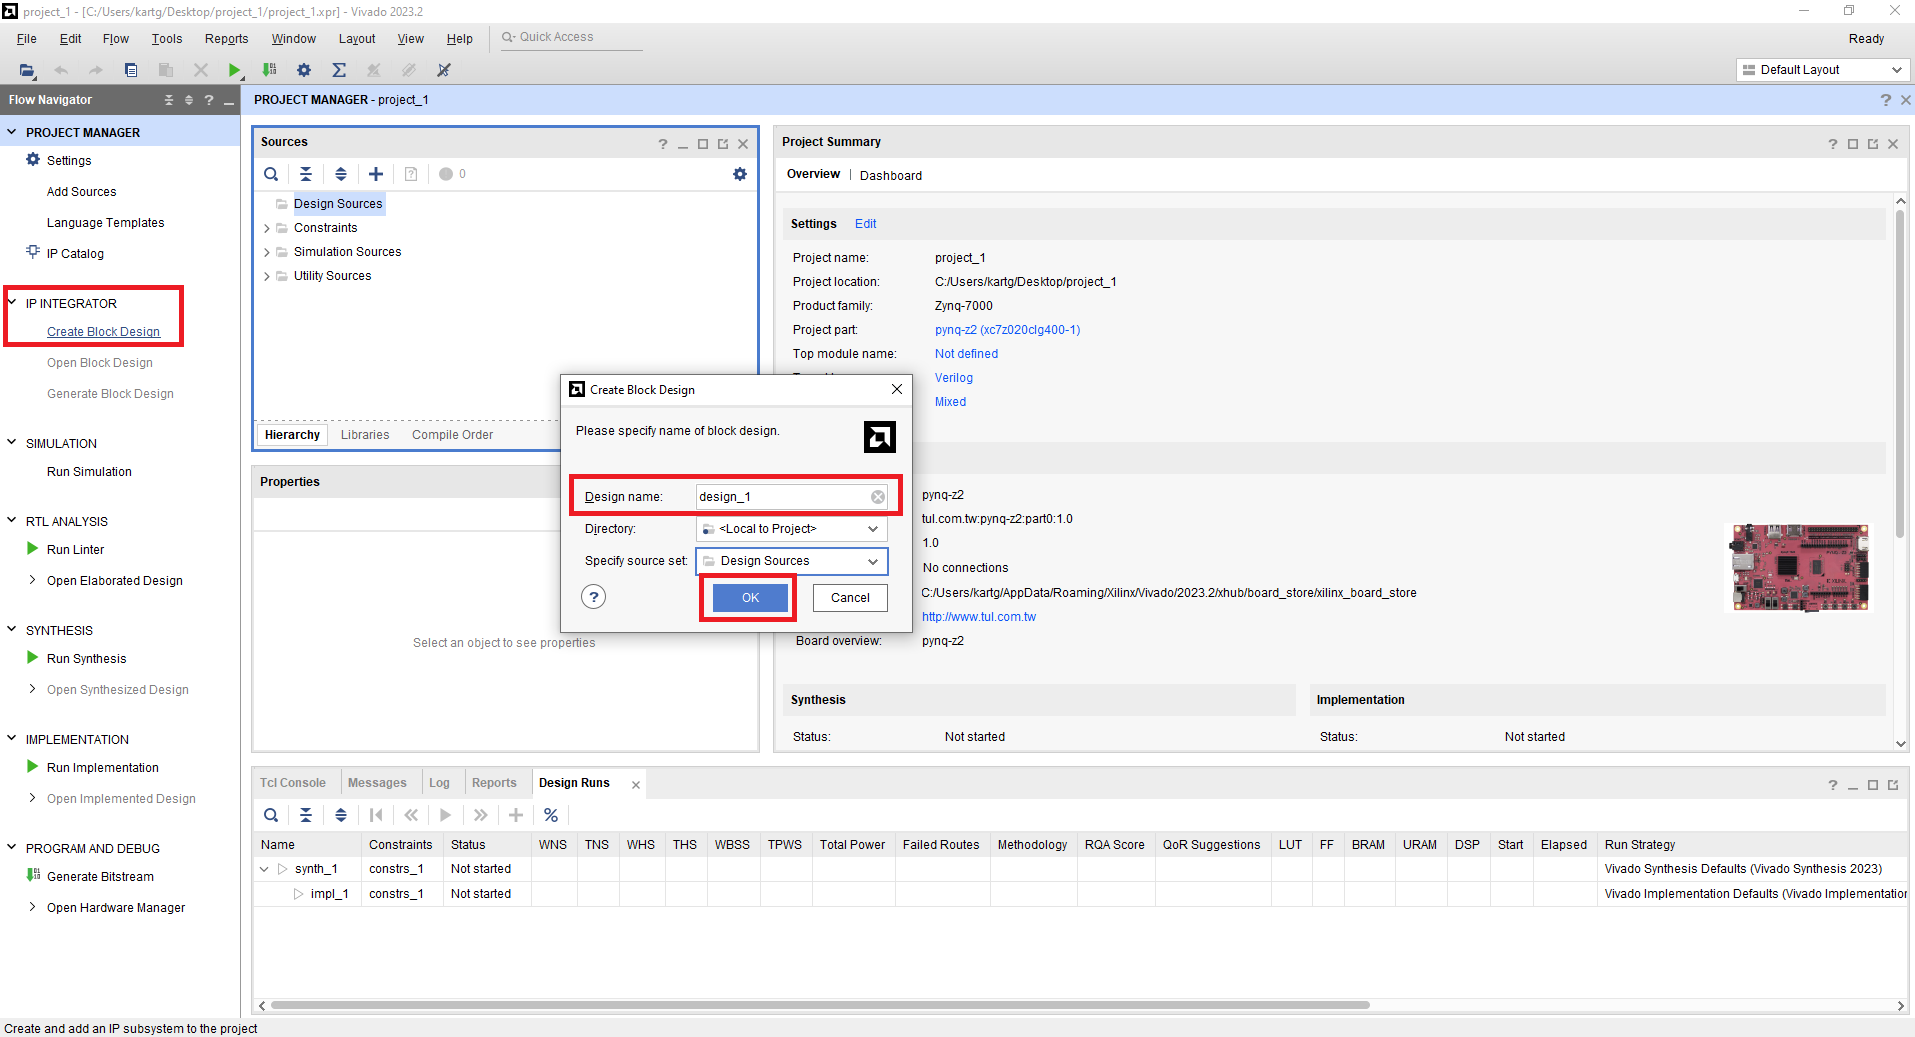 project_1 - [C:/Users/kartg/Desktop/project_1/project_1.xpr] - Vivado 2023.2
File Edit Flow Tools Reports Window Layout View Help Quick Access Ready
Default Layout
Flow Navigator
PROJECT MANAGER
Settings
Add Sources
Language Templates
IP Catalog
IP INTEGRATOR
Create Block Design
Open Block Design
Generate Block Design
SIMULATION
Run Simulation
RTL ANALYSIS
Run Linter
Open Elaborated Design
SYNTHESIS
Run Synthesis
Open Synthesized Design
IMPLEMENTATION
Run Implementation
Open Implemented Design
PROGRAM AND DEBUG
Generate Bitstream
Open Hardware Manager
PROJECT MANAGER - project_1
Sources
0
Design Sources
Constraints
Simulation Sources
Utility Sources
Hierarchy Libraries Compile Order
Properties
Select an object to see properties
Create Block Design
Please specify name of block design.
Design name: design_1
Directory: <Local to Project>
Specify source set: Design Sources
? OK Cancel
Project Summary
Overview | Dashboard
Settings Edit
Project name: project_1
Project location: C:/Users/kartg/Desktop/project_1
Product family: Zynq-7000
Project part: pynq-z2 (xc7z020clg400-1)
Top module name: Not defined
Verilog
Mixed
pynq-z2
tul.com.tw:pynq-z2:part0:1.0
1.0
No connections
C:/Users/kartg/AppData/Roaming/Xilinx/Vivado/2023.2/xhub/board_store/xilinx_board_store
http://www.tul.com.tw
Board overview: pynq-z2
Synthesis Implementation
Status: Not started Status: Not started
Tcl Console Messages Log Reports Design Runs
Name Constraints Status WNS TNS WHS THS WBSS TPWS Total Power Failed Routes Methodology RQA Score QoR Suggestions LUT FF BRAM URAM DSP Start Elapsed Run Strategy
synth_1 constrs_1 Not started Vivado Synthesis Defaults (Vivado Synthesis 2023)
impl_1 constrs_1 Not started Vivado Implementation Defaults (Vivado Implementation
Create and add an IP subsystem to the project